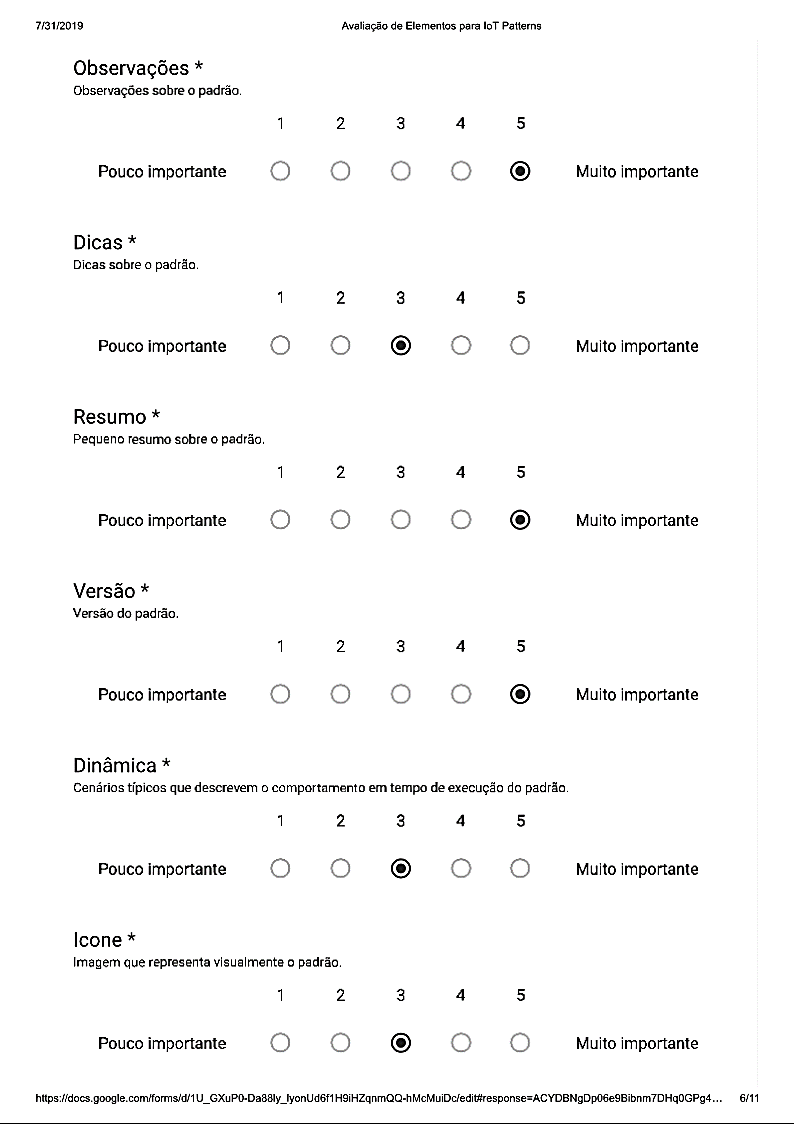 7/31/2019 Avaliação de Elementos para IoT Patterns
Observações *
Observações sobre o padrão.
1 2 3 4 5
Pouco importante Muito importante
Dicas *
Dicas sobre o padrão.
1 2 3 4 5
Pouco importante Muito importante
Resumo *
Pequeno resumo sobre o padrão.
1 2 3 4 5
Pouco importante Muito importante
Versão *
Versão do padrão.
1 2 3 4 5
Pouco importante Muito importante
Dinâmica *
Cenários típicos que descrevem o comportamento em tempo de execução do padrão.
1 2 3 4 5
Pouco importante Muito importante
Icone *
Imagem que representa visualmente o padrão.
1 2 3 4 5
Pouco importante Muito importante
https://docs.google.com/forms/d/1U_GXuP0-Da88ly_lyonUd6f1H9iHZqnmQQ-hMcMuiDc/edit#response=ACYDBNgDp06e9Bibnm7DHq0GPg4... 6/11